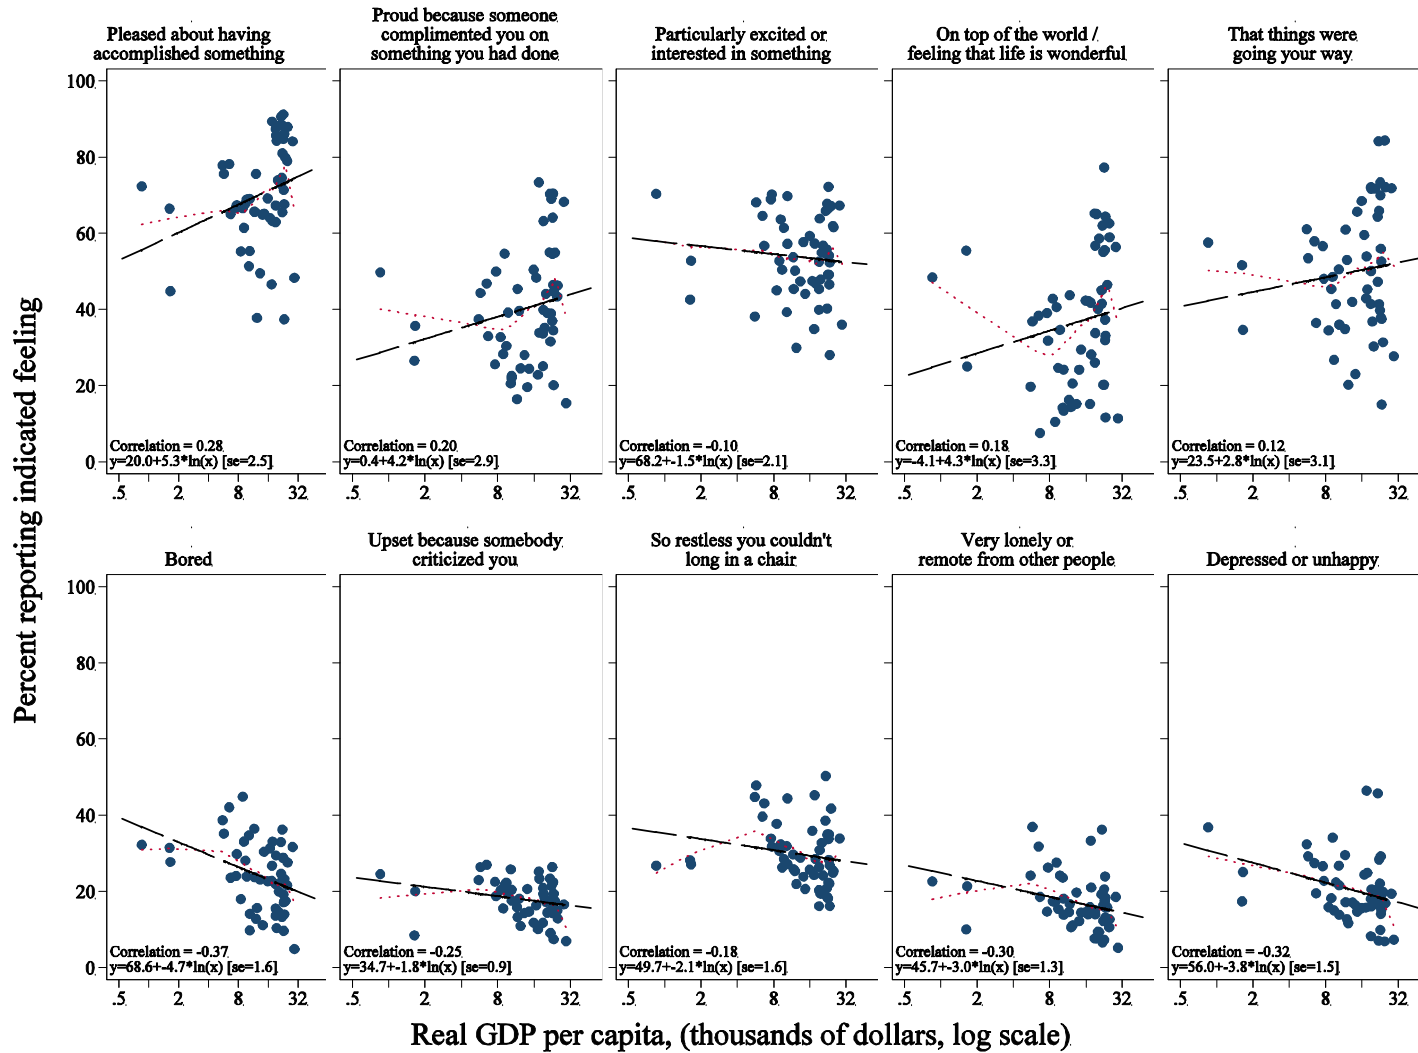 Pleased about having
accomplished something
Proud because someone
complimented you on
something you had done
Particularly excited or
interested in something
On top of the world /
feeling that life is wonderful
That things were
going your way
Percent reporting indicated feeling
100
80
60
40
20
0
Correlation = 0.28
y=20.0+5.3*ln(x) [se=2.5]
Correlation = 0.20
y=0.4+4.2*ln(x) [se=2.9]
Correlation = -0.10
y=68.2+-1.5*ln(x) [se=2.1]
Correlation = 0.18
y=-4.1+4.3*ln(x) [se=3.3]
Correlation = 0.12
y=23.5+2.8*ln(x) [se=3.1]
.5 2 8 32
.5 2 8 32
.5 2 8 32
.5 2 8 32
.5 2 8 32
Bored
Upset because somebody
criticized you
So restless you couldn't
long in a chair
Very lonely or
remote from other people
Depressed or unhappy
100
80
60
40
20
0
Correlation = -0.37
y=68.6+-4.7*ln(x) [se=1.6]
Correlation = -0.25
y=34.7+-1.8*ln(x) [se=0.9]
Correlation = -0.18
y=49.7+-2.1*ln(x) [se=1.6]
Correlation = -0.30
y=45.7+-3.0*ln(x) [se=1.3]
Correlation = -0.32
y=56.0+-3.8*ln(x) [se=1.5]
.5 2 8 32
.5 2 8 32
.5 2 8 32
.5 2 8 32
.5 2 8 32
Real GDP per capita, (thousands of dollars, log scale)